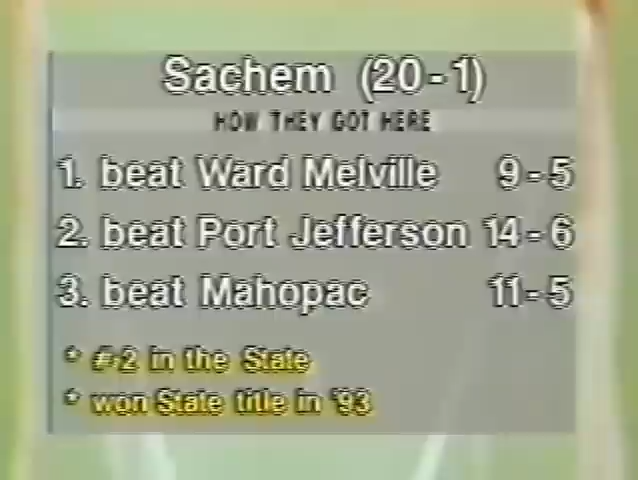 Sachem (20-1)
HOW THEY GOT HERE
1. beat Ward Melville 9-5
2. beat Port Jefferson 14-6
3. beat Mahopac 11-5
* #2 in the State
* won State title in '93